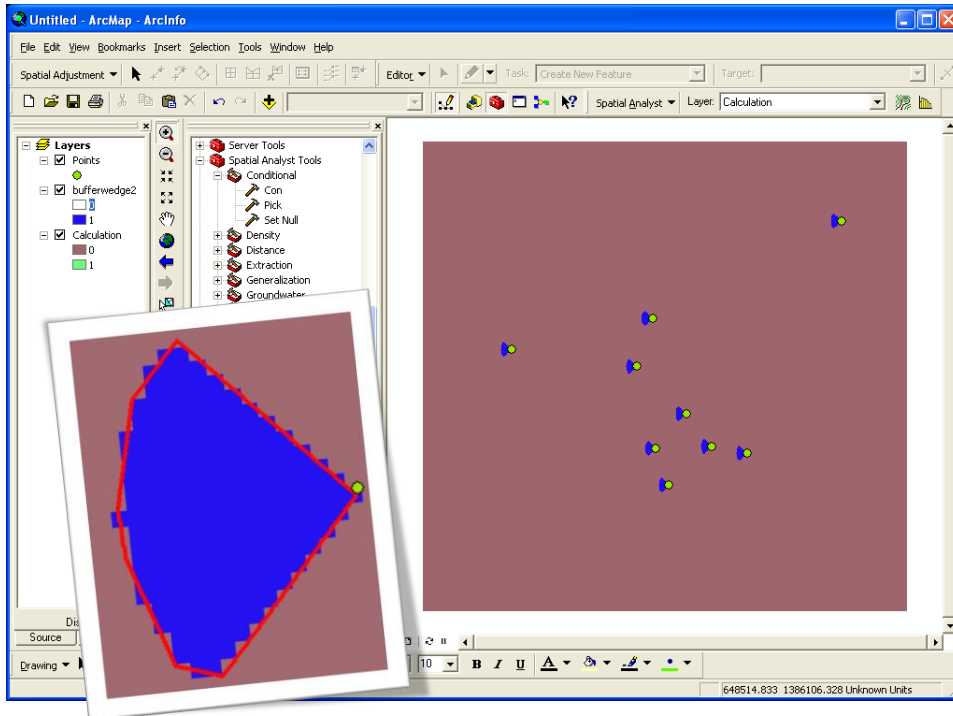 Untitled - ArcMap - ArcInfo
File Edit View Bookmarks Insert Selection Tools Window Help
Spatial Adjustment Editor Task: Create New Feature Target:
Spatial Analyst Layer: Calculation
Layers
Points
bufferwedge2
0
1
Calculation
0
1
Server Tools
Spatial Analyst Tools
Conditional
Con
Pick
Set Null
Density
Distance
Extraction
Generalization
Groundwater
Source
Drawing 10 B I U A
648514.833 1386106.328 Unknown Units